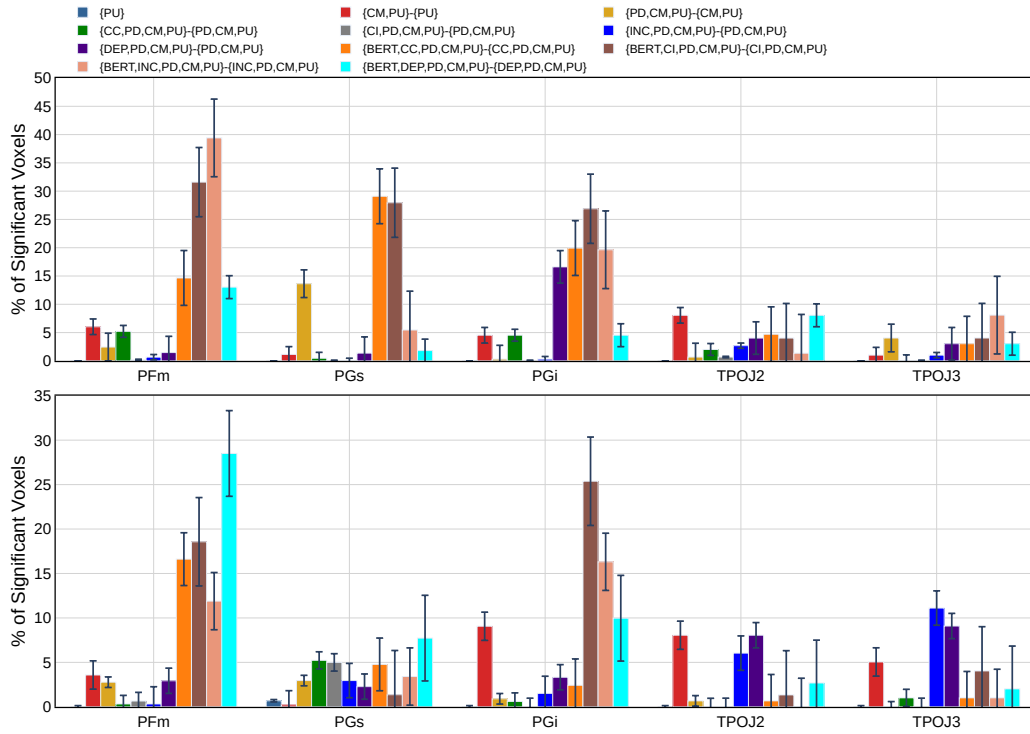 {PU} {CM,PU}-{PU} {PD,CM,PU}-{CM,PU}
{CC,PD,CM,PU}-{PD,CM,PU} {CI,PD,CM,PU}-{PD,CM,PU} {INC,PD,CM,PU}-{PD,CM,PU}
{DEP,PD,CM,PU}-{PD,CM,PU} {BERT,CC,PD,CM,PU}-{CC,PD,CM,PU} {BERT,CI,PD,CM,PU}-{CI,PD,CM,PU}
{BERT,INC,PD,CM,PU}-{INC,PD,CM,PU} {BERT,DEP,PD,CM,PU}-{DEP,PD,CM,PU}
% of Significant Voxels
50
45
40
35
30
25
20
15
10
5
0
PFm PGs PGi TPOJ2 TPOJ3
% of Significant Voxels
35
30
25
20
15
10
5
0
PFm PGs PGi TPOJ2 TPOJ3